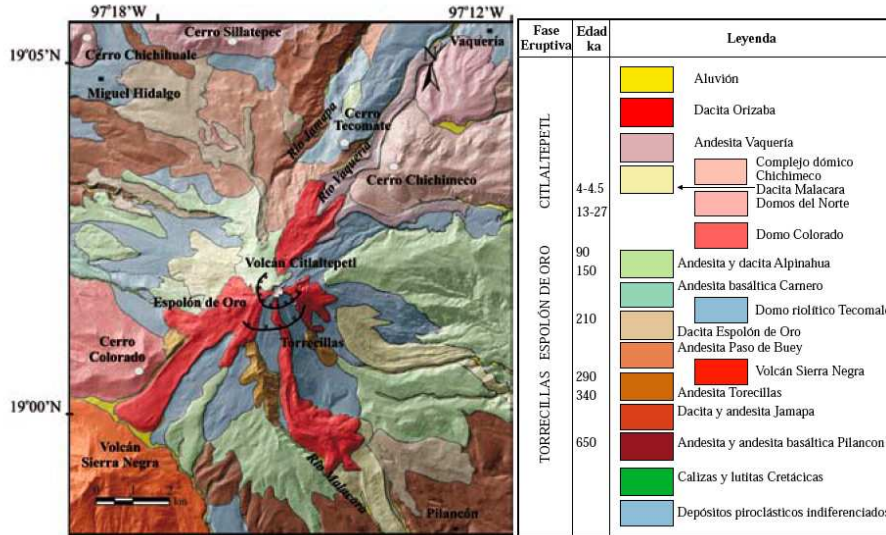 97°18'W
97°12'W
19°05'N
19°00'N
Cerro Sillatepec
Vaquería
Cerro Chichihuale
N
Miguel Hidalgo
Río Jamapa
Cerro
Tecomate
Río Vaquería
Cerro Chichimeco
Volcán Citlaltepetl
Espolón de Oro
Cerro
Colorado
Torrecillas
Volcán
Sierra Negra
Río Malacara
0 1 2
km
Pilancón
Fase
Eruptiva
Edad
ka
Leyenda
CITLALTEPETL
ESPOLÓN DE ORO
TORRECILLAS
4-4.5
13-27
90
150
210
290
340
650
Aluvión
Dacita Orizaba
Andesita Vaquería
Complejo dómico
Chichimeco
Dacita Malacara
Domos del Norte
Domo Colorado
Andesita y dacita Alpinahua
Andesita basáltica Carnero
Domo riolítico Tecomale
Dacita Espolón de Oro
Andesita Paso de Buey
Volcán Sierra Negra
Andesita Torecillas
Dacita y andesita Jamapa
Andesita y andesita basáltica Pilancon
Calizas y lutitas Cretácicas
Depósitos piroclásticos indiferenciados